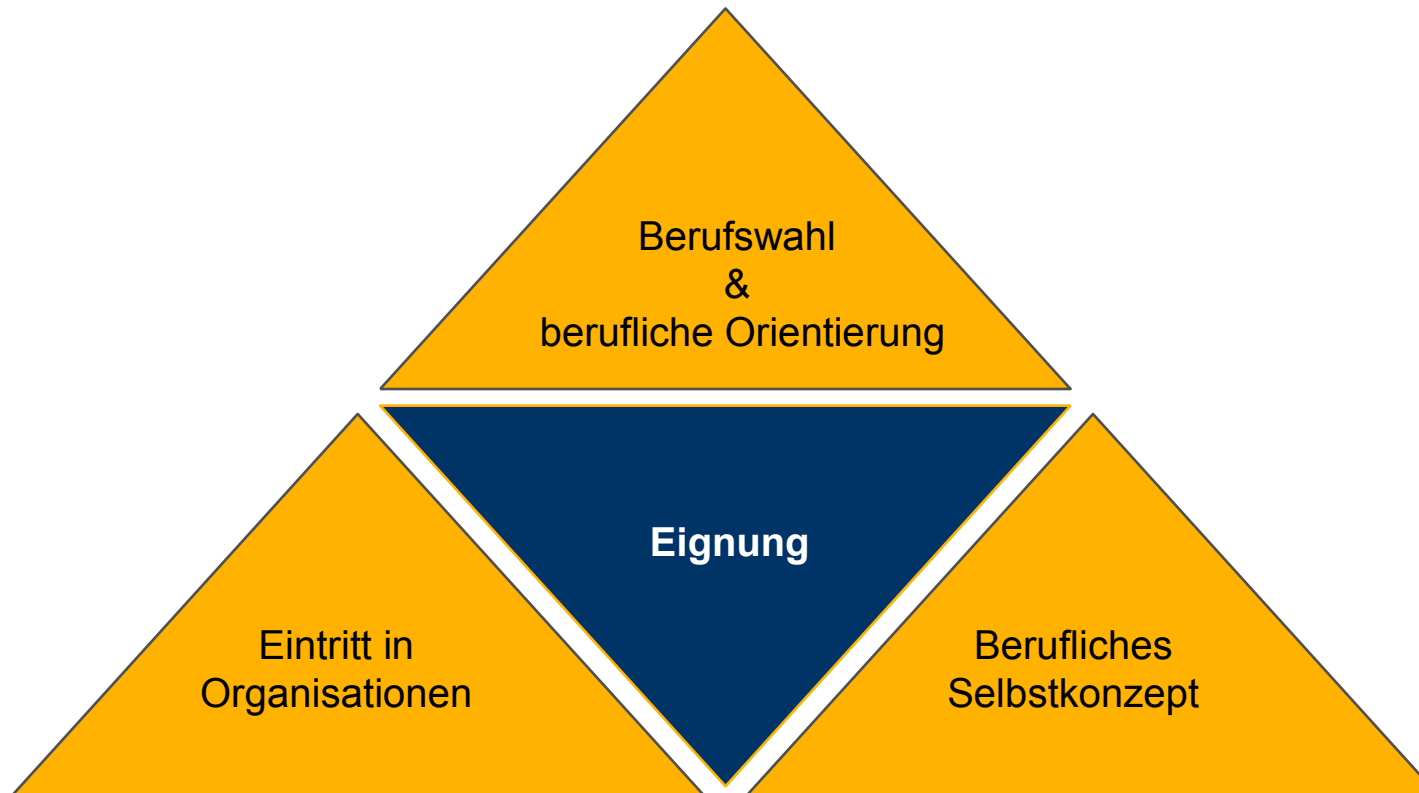 Berufswahl
&
berufliche Orientierung
Eignung
Eintritt in
Organisationen
Berufliches
Selbstkonzept